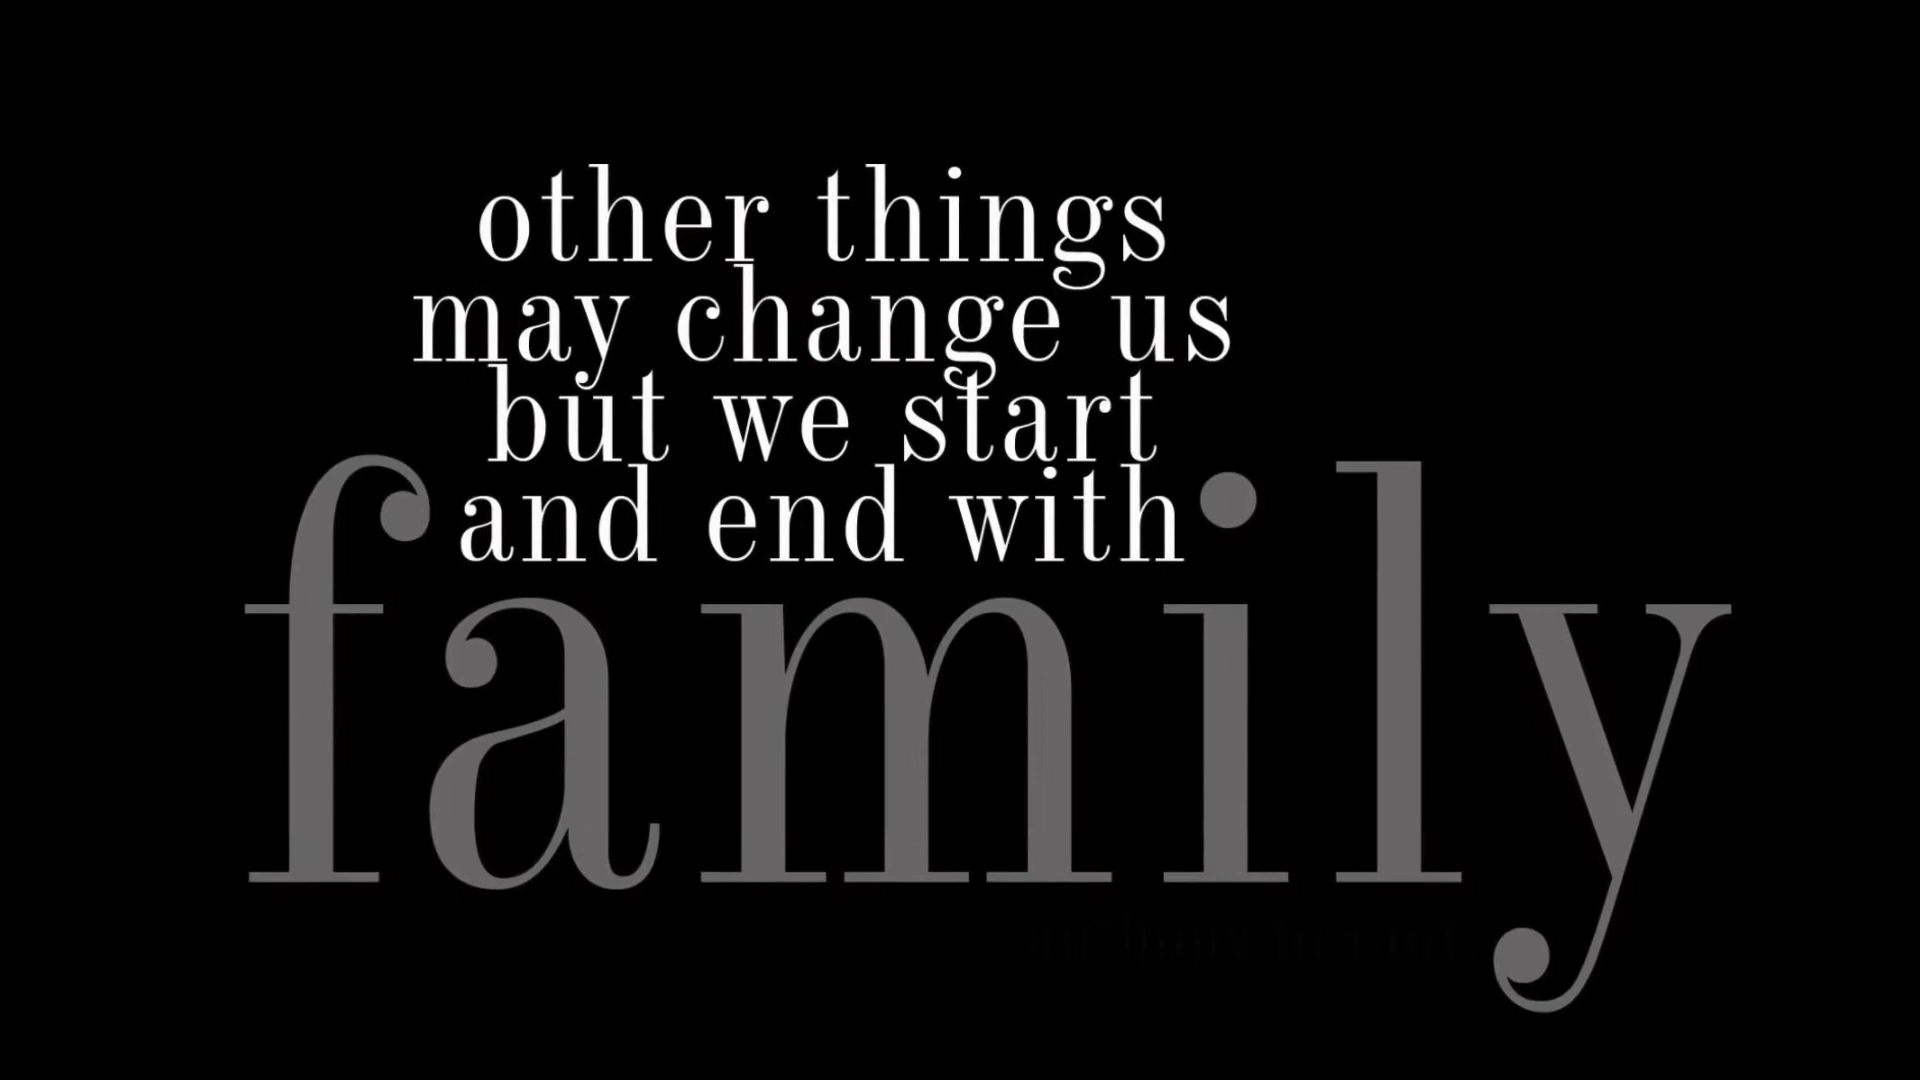 other things
may change us
but we start
and end with
family